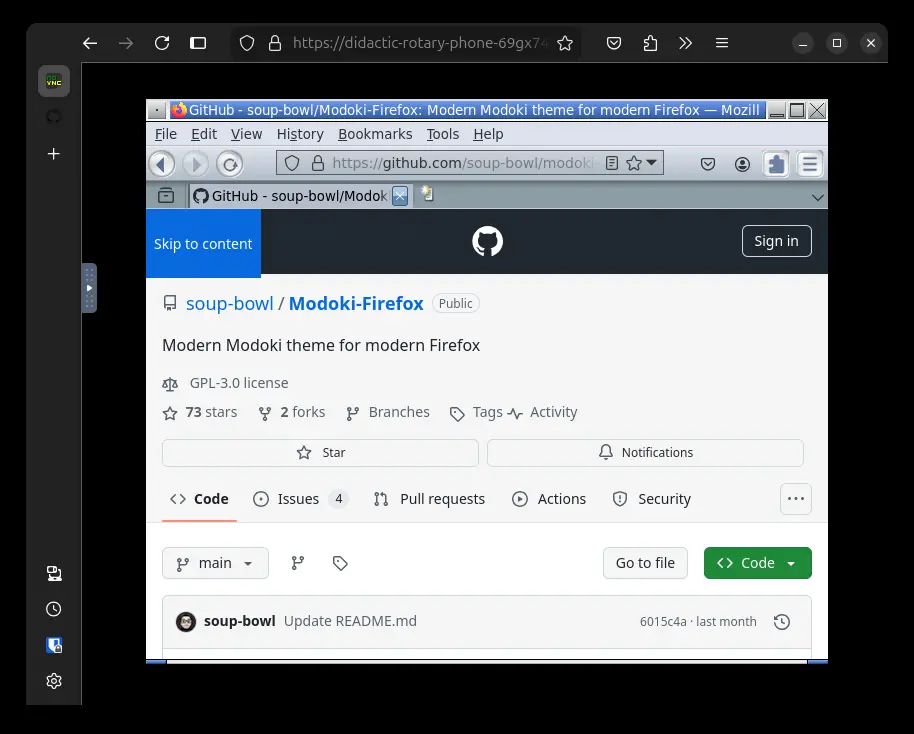 https://didactic-rotary-phone-69gx74
VNC
GitHub - soup-bowl/Modoki-Firefox: Modern Modoki theme for modern Firefox — Mozill
File Edit View History Bookmarks Tools Help
https://github.com/soup-bowl/modoki
GitHub - soup-bowl/Modok
Skip to content
Sign in
soup-bowl / Modoki-Firefox Public
Modern Modoki theme for modern Firefox
GPL-3.0 license
73 stars 2 forks Branches Tags Activity
Star Notifications
Code Issues 4 Pull requests Actions Security
main Go to file Code
soup-bowl Update README.md 6015c4a · last month